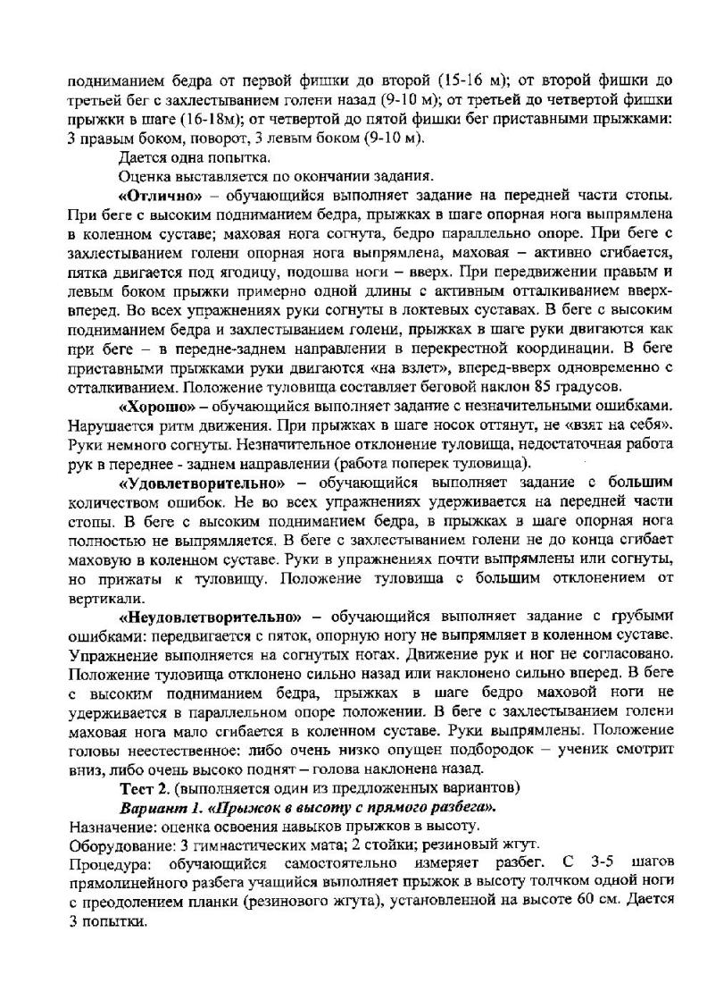 подниманием бедра от первой фишки до второй (15-16 м); от второй фишки до
третьей бег с захлестыванием голени назад (9-10 м); от третьей до четвертой фишки
прыжки в шаге (16-18м); от четвертой до пятой фишки бег приставными прыжками:
3 правым боком, поворот, 3 левым боком (9-10 м).
Дается одна попытка.
Оценка выставляется по окончании задания.
«Отлично» – обучающийся выполняет задание на передней части стопы.
При беге с высоким подниманием бедра, прыжках в шаге опорная нога выпрямлена
в коленном суставе; маховая нога согнута, бедро параллельно опоре. При беге с
захлестыванием голени опорная нога выпрямлена, маховая – активно сгибается,
пятка двигается под ягодицу, подошва ноги – вверх. При передвижении правым и
левым боком прыжки примерно одной длины с активным отталкиванием вверх-
вперед. Во всех упражнениях руки согнуты в локтевых суставах. В беге с высоким
подниманием бедра и захлестыванием голени, прыжках в шаге руки двигаются как
при беге – в передне-заднем направлении в перекрестной координации. В беге
приставными прыжками руки двигаются «на взлет», вперед-вверх одновременно с
отталкиванием. Положение туловища составляет беговой наклон 85 градусов.
«Хорошо» – обучающийся выполняет задание с незначительными ошибками.
Нарушается ритм движения. При прыжках в шаге носок оттянут, не «взят на себя».
Руки немного согнуты. Незначительное отклонение туловища, недостаточная работа
рук в переднее - заднем направлении (работа поперек туловища).
«Удовлетворительно» – обучающийся выполняет задание с большим
количеством ошибок. Не во всех упражнениях удерживается на передней части
стопы. В беге с высоким подниманием бедра, в прыжках в шаге опорная нога
полностью не выпрямляется. В беге с захлестыванием голени не до конца сгибает
маховую в коленном суставе. Руки в упражнениях почти выпрямлены или согнуты,
но прижаты к туловищу. Положение туловища с большим отклонением от
вертикали.
«Неудовлетворительно» – обучающийся выполняет задание с грубыми
ошибками: передвигается с пяток, опорную ногу не выпрямляет в коленном суставе.
Упражнение выполняется на согнутых ногах. Движение рук и ног не согласовано.
Положение туловища отклонено сильно назад или наклонено сильно вперед. В беге
с высоким подниманием бедра, прыжках в шаге бедро маховой ноги не
удерживается в параллельном опоре положении. В беге с захлестыванием голени
маховая нога мало сгибается в коленном суставе. Руки выпрямлены. Положение
головы неестественное: либо очень низко опущен подбородок – ученик смотрит
вниз, либо очень высоко поднят – голова наклонена назад.
Тест 2. (выполняется один из предложенных вариантов)
Вариант 1. «Прыжок в высоту с прямого разбега».
Назначение: оценка освоения навыков прыжков в высоту.
Оборудование: 3 гимнастических мата; 2 стойки; резиновый жгут.
Процедура: обучающийся самостоятельно измеряет разбег. С 3-5 шагов
прямолинейного разбега учащийся выполняет прыжок в высоту толчком одной ноги
с преодолением планки (резинового жгута), установленной на высоте 60 см. Дается
3 попытки.